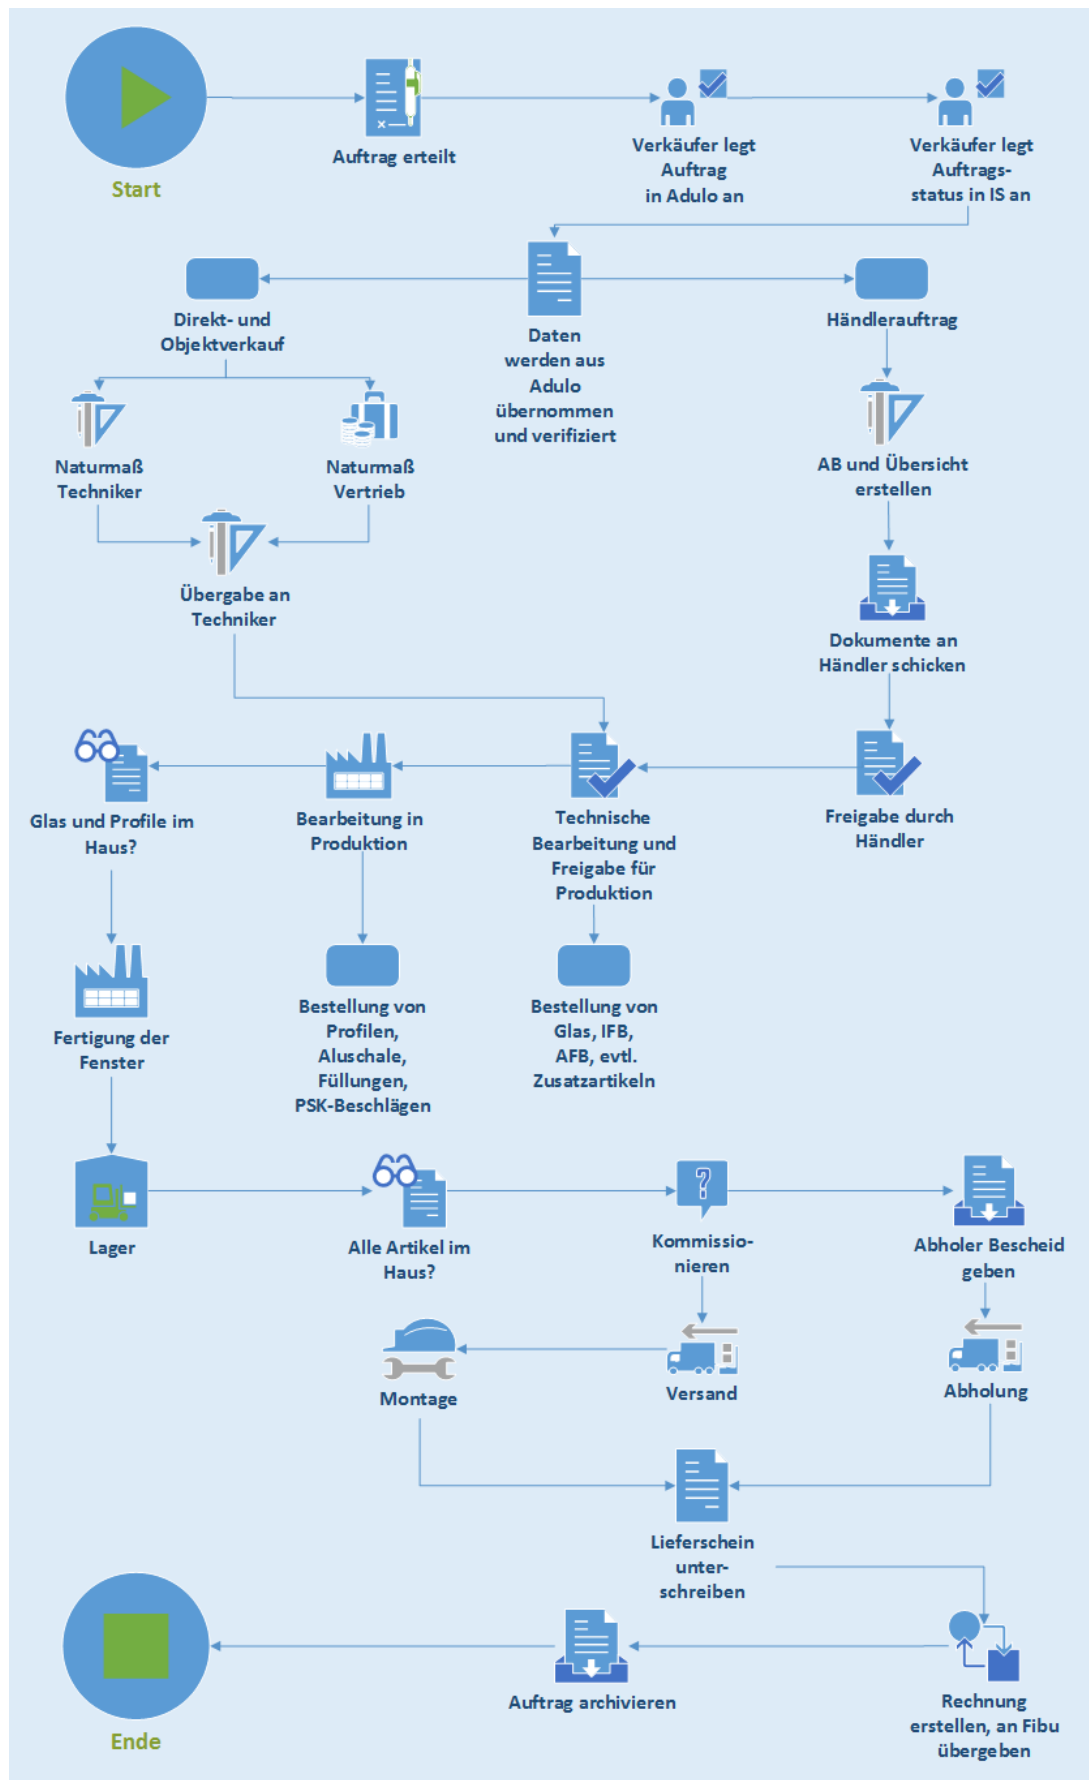 Start
Auftrag erteilt
Verkäufer legt
Auftrag
in Adulo an
Verkäufer legt
Auftrags-
status in IS an
Direkt- und
Objektverkauf
Daten
werden aus
Adulo
übernommen
und verifiziert
Händlerauftrag
Naturmaß
Techniker
Naturmaß
Vertrieb
AB und Übersicht
erstellen
Übergabe an
Techniker
Dokumente an
Händler schicken
Glas und Profile im
Haus?
Bearbeitung in
Produktion
Technische
Bearbeitung und
Freigabe für
Produktion
Freigabe durch
Händler
Fertigung der
Fenster
Bestellung von
Profilen,
Aluschale,
Füllungen,
PSK-Beschlägen
Bestellung von
Glas, IFB,
AFB, evtl.
Zusatzartikeln
Lager
Alle Artikel im
Haus?
?
Kommissio-
nieren
Abholer Bescheid
geben
Montage
Versand
Abholung
Lieferschein
unter-
schreiben
Ende
Auftrag archivieren
Rechnung
erstellen, an Fibu
übergeben